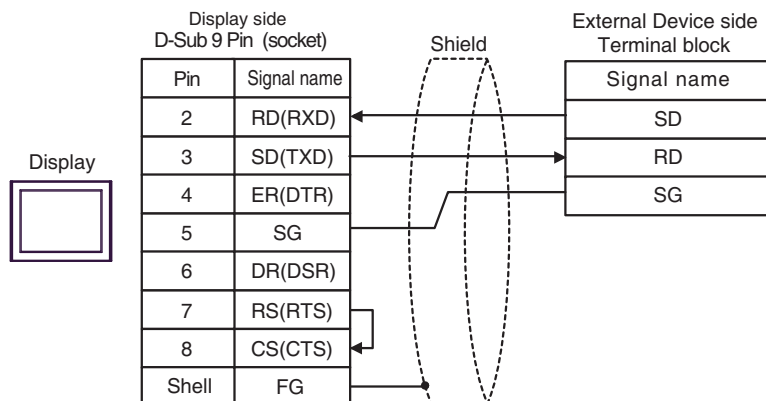 Display side
D-Sub 9 Pin (socket)
Shield
External Device side
Terminal block
Pin Signal name
Signal name
2 RD(RXD)
SD
3 SD(TXD)
RD
Display
4 ER(DTR)
SG
5 SG
6 DR(DSR)
7 RS(RTS)
8 CS(CTS)
Shell FG